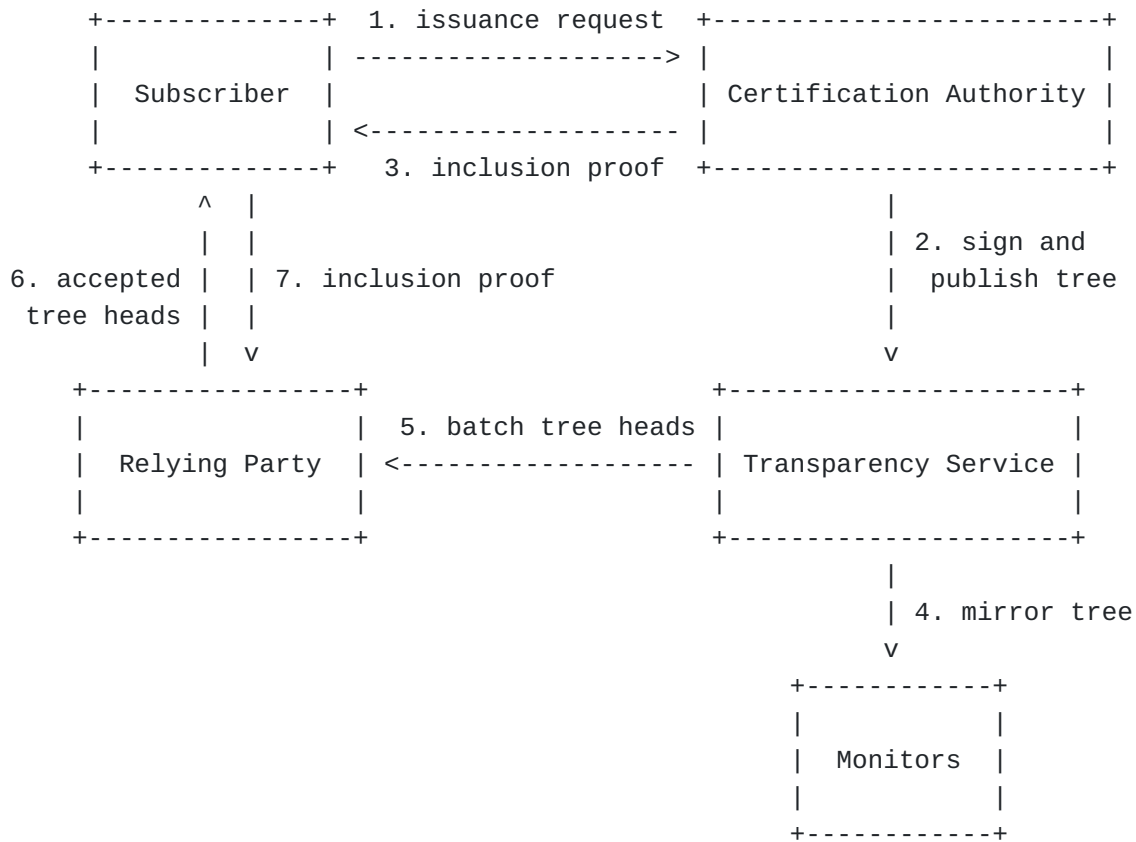 1. issuance request
Subscriber
Certification Authority
3. inclusion proof
2. sign and
publish tree
6. accepted
tree heads
7. inclusion proof
5. batch tree heads
Relying Party
Transparency Service
4. mirror tree
Monitors